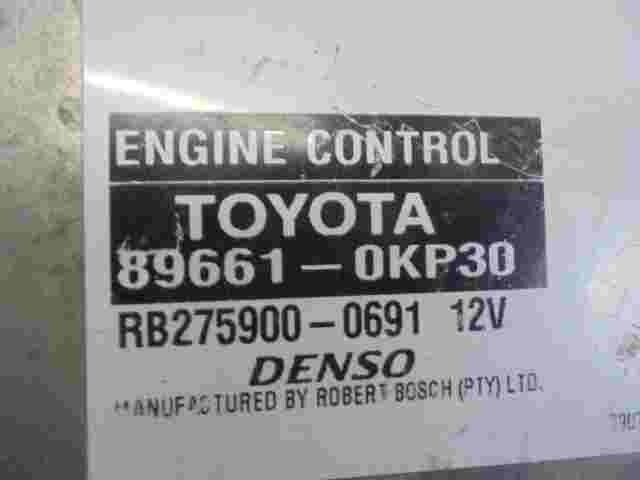 ENGINE CONTROL
TOYOTA
89661-0KP30
RB275900-0691 12V
DENSO
MANUFACTURED BY ROBERT BOSCH (PTY) LTD.